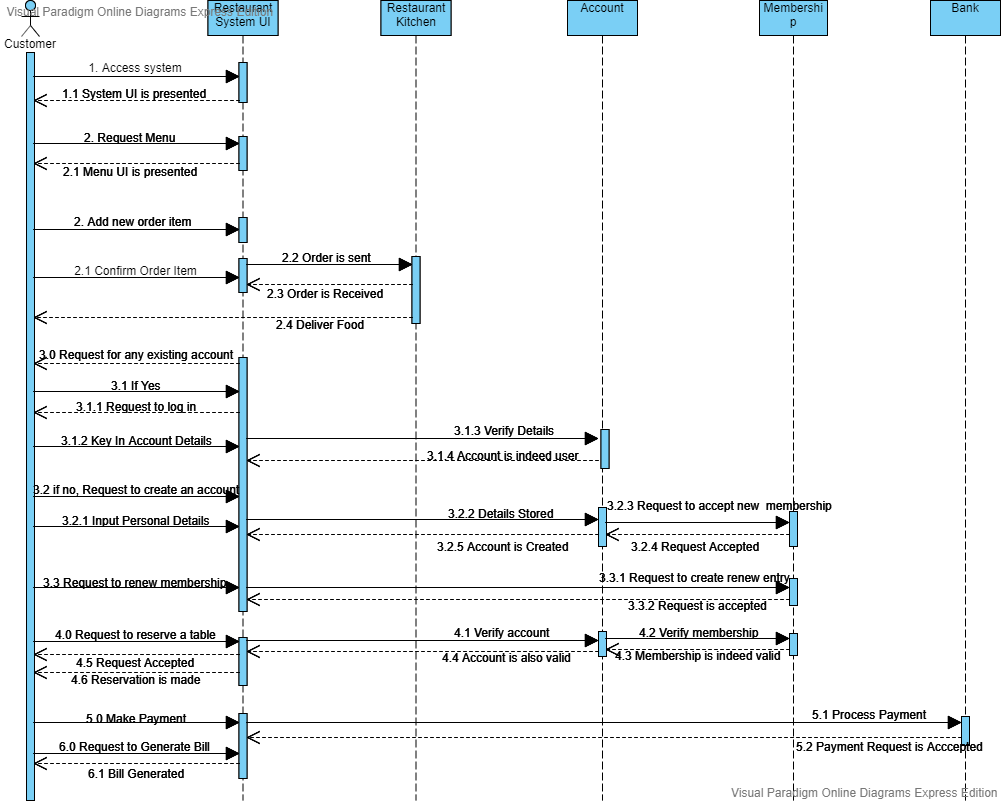 Visual Paradigm Online Diagrams Express Edition
Customer
Restaurant
System UI
Restaurant
Kitchen
Account
Membershi
p
Bank
1. Access system
1.1 System UI is presented
2. Request Menu
2.1 Menu UI is presented
2. Add new order item
2.1 Confirm Order Item
2.2 Order is sent
2.3 Order is Received
2.4 Deliver Food
3.0 Request for any existing account
3.1 If Yes
3.1.1 Request to log in
3.1.2 Key In Account Details
3.1.3 Verify Details
3.1.4 Account is indeed user
3.2 if no, Request to create an account
3.2.1 Input Personal Details
3.2.2 Details Stored
3.2.3 Request to accept new  membership
3.2.4 Request Accepted
3.2.5 Account is Created
3.3 Request to renew membership
3.3.1 Request to create renew entry
3.3.2 Request is accepted
4.0 Request to reserve a table
4.1 Verify account
4.2 Verify membership
4.3 Membership is indeed valid
4.4 Account is also valid
4.5 Request Accepted
4.6 Reservation is made
5.0 Make Payment
5.1 Process Payment
5.2 Payment Request is Acccepted
6.0 Request to Generate Bill
6.1 Bill Generated
Visual Paradigm Online Diagrams Express Edition